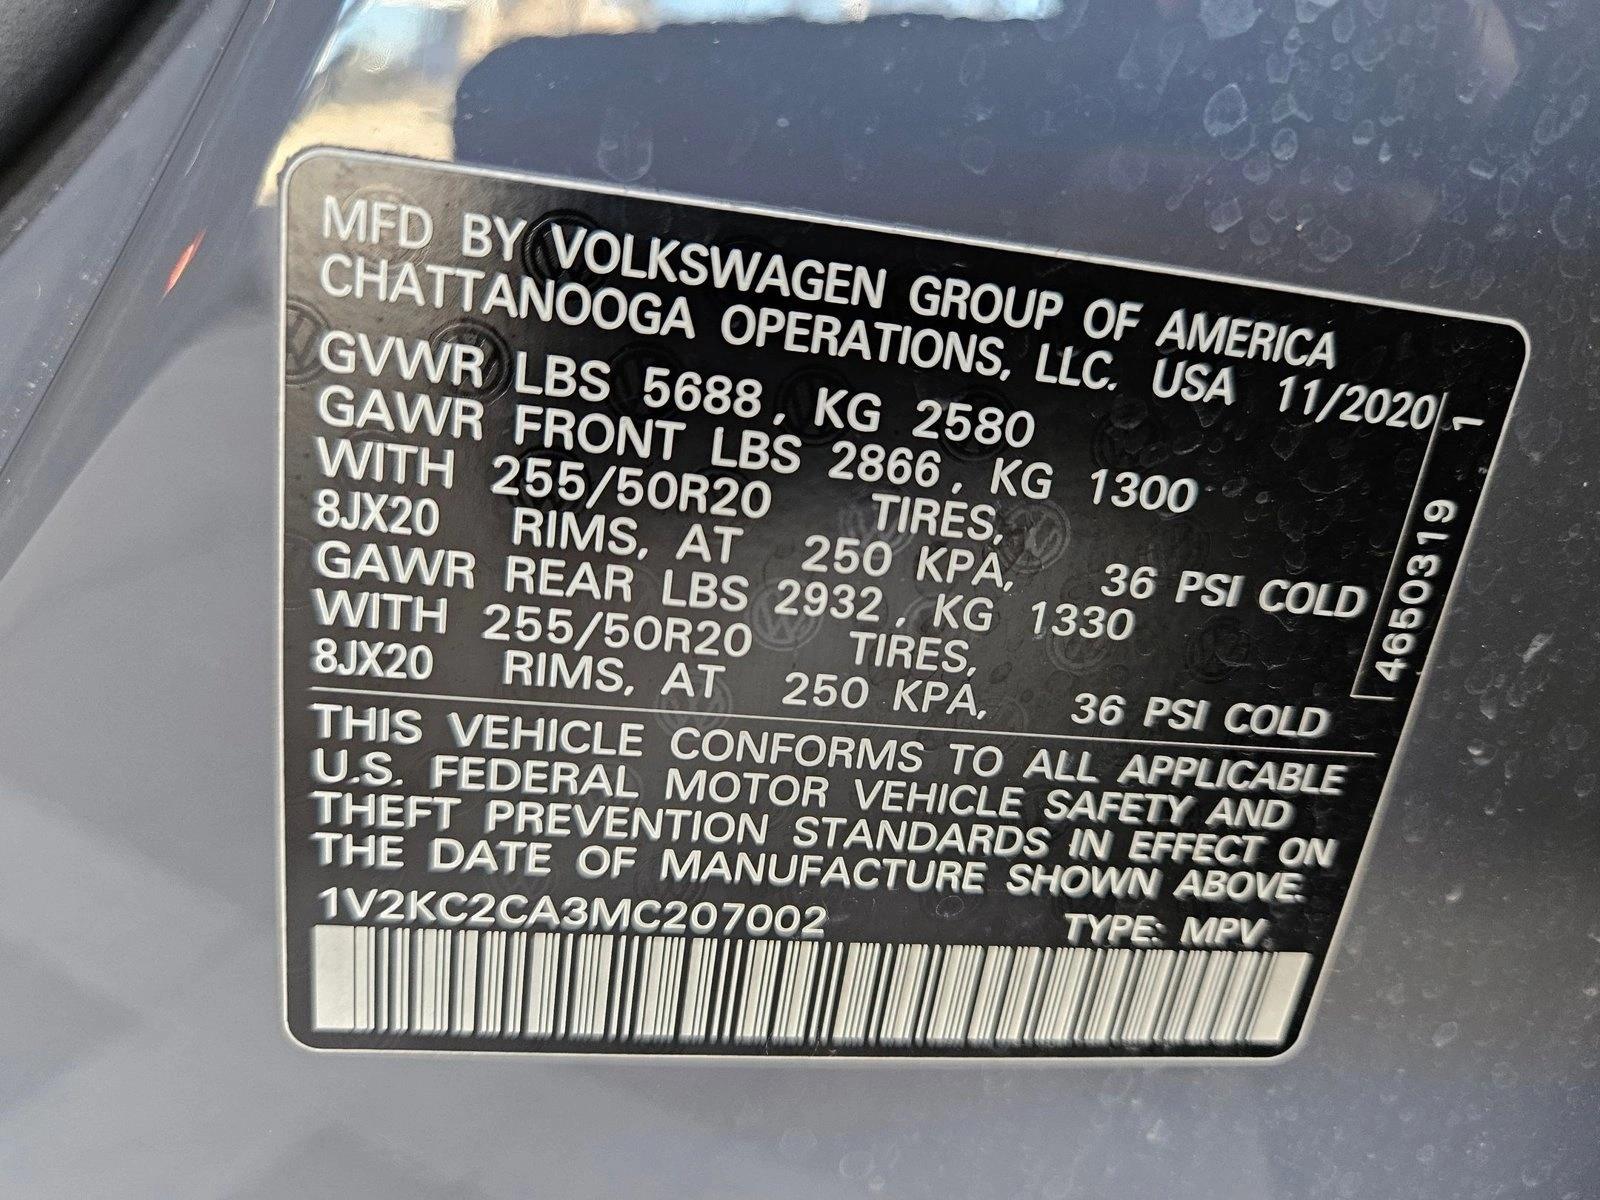 MFD BY VOLKSWAGEN GROUP OF AMERICA
CHATTANOOGA OPERATIONS, LLC. USA 11/2020
GVWR LBS 5688, KG 2580
GAWR FRONT LBS 2866, KG 1300
WITH 255/50R20 TIRES,
8JX20 RIMS, AT 250 KPA, 36 PSI COLD
GAWR REAR LBS 2932, KG 1330
WITH 255/50R20 TIRES,
8JX20 RIMS, AT 250 KPA, 36 PSI COLD
4650319 1
THIS VEHICLE CONFORMS TO ALL APPLICABLE
U.S. FEDERAL MOTOR VEHICLE SAFETY AND
THEFT PREVENTION STANDARDS IN EFFECT ON
THE DATE OF MANUFACTURE SHOWN ABOVE.
1V2KC2CA3MC207002 TYPE: MPV